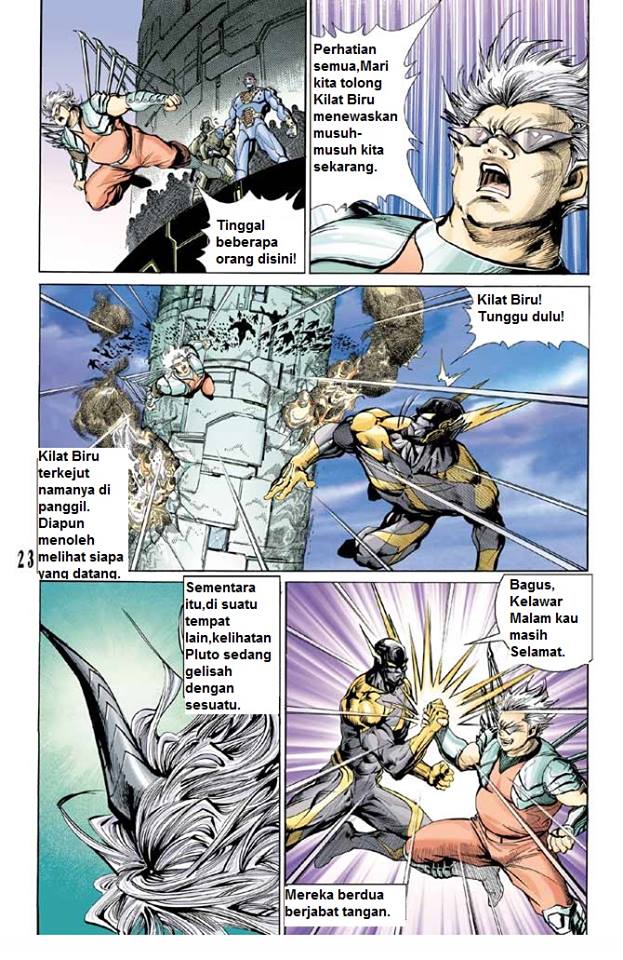 Tinggal
beberapa
orang disini!
Perhatian
semua,Mari
kita tolong
Kilat Biru
menewaskan
musuh-
musuh kita
sekarang.
Kilat Biru!
Tunggu dulu!
Kilat Biru
terkejut
namanya di
panggil.
Diapun
menoleh
melihat siapa
yang datang.
23
Sementara
itu,di suatu
tempat
lain,kelihatan
Pluto sedang
gelisah
dengan
sesuatu.
Bagus,
Kelawar
Malam kau
masih
Selamat.
Mereka berdua
berjabat tangan.